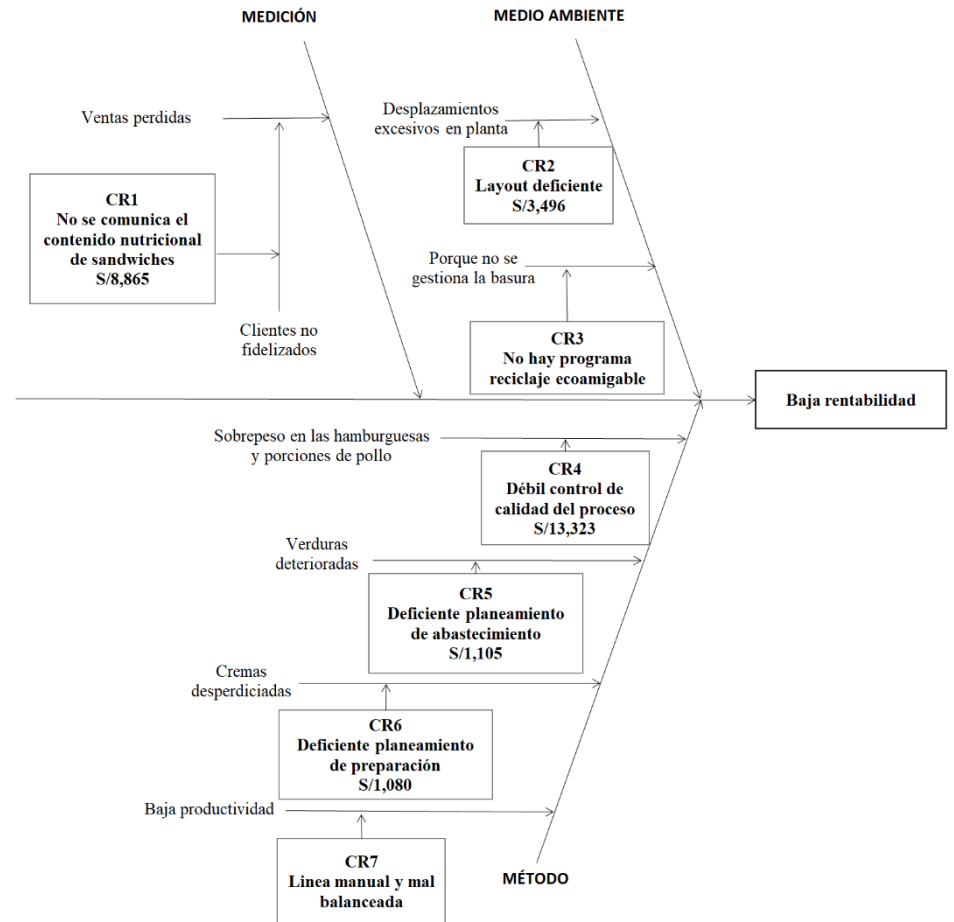 MEDICIÓN
MEDIO AMBIENTE
Ventas perdidas
Desplazamientos
excesivos en planta
CR2
Layout deficiente
S/3,496
CR1
No se comunica el
contenido nutricional
de sandwiches
S/8,865
Porque no se
gestiona la basura
Clientes no
fidelizados
CR3
No hay programa
reciclaje ecoamigable
Baja rentabilidad
Sobrepeso en las hamburguesas
y porciones de pollo
CR4
Débil control de
calidad del proceso
S/13,323
Verduras
deterioradas
CR5
Deficiente planeamiento
de abastecimiento
S/1,105
Cremas
desperdiciadas
CR6
Deficiente planeamiento
de preparación
S/1,080
Baja productividad
CR7
Linea manual y mal
balanceada
MÉTODO